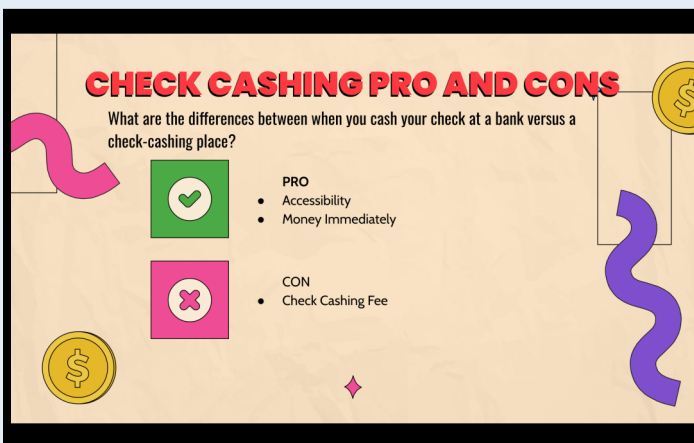 CHECK CASHING PRO AND CONS
What are the differences between when you cash your check at a bank versus a
check-cashing place?
PRO
● Accessibility
● Money Immediately
CON
● Check Cashing Fee
$
$